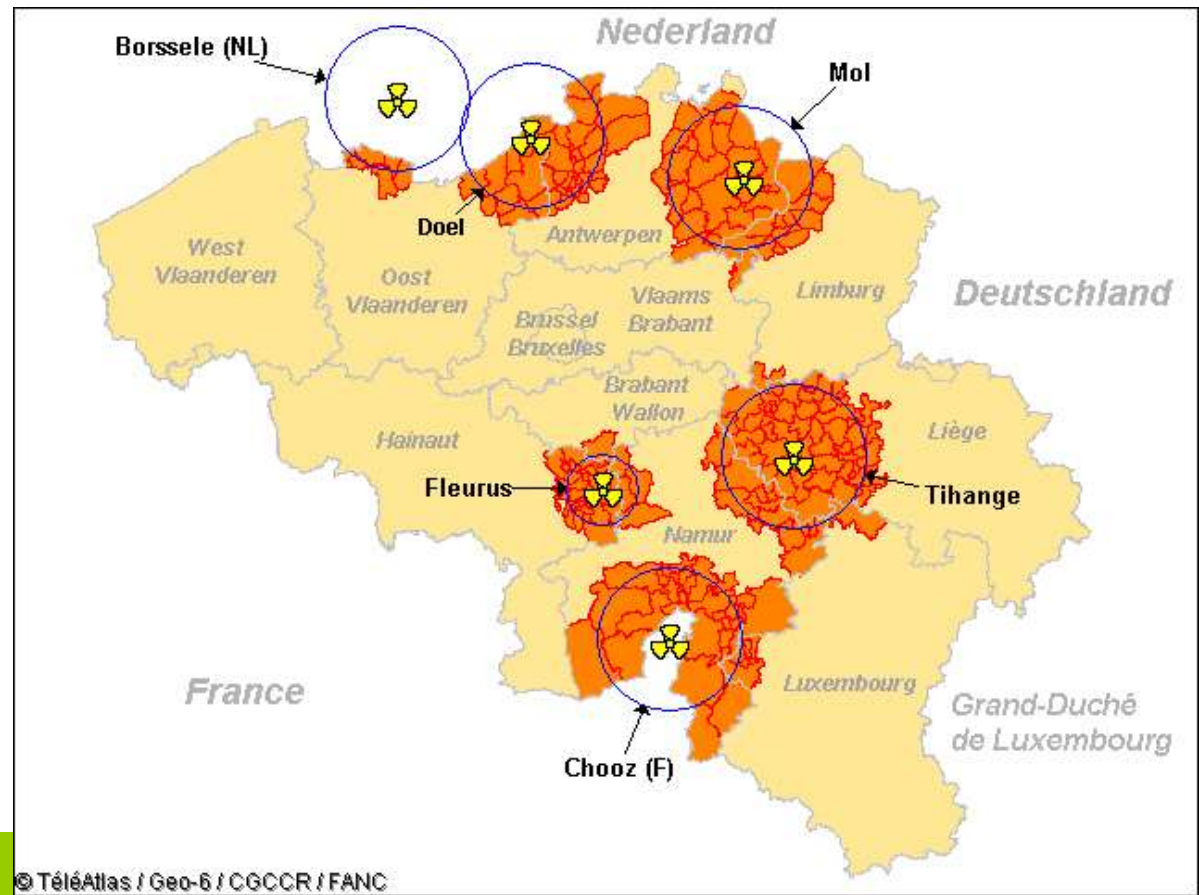 Nederland
Borssele (NL)
Mol
Doel
Antwerpen
West
Vlaanderen
Oost
Vlaanderen
Vlaams
Brabant
Limburg
Deutschland
Brüssel
Bruxelles
Brabant
Wallon
Hainaut
Liège
Fleurus
Tihange
Namur
France
Luxembourg
Grand-Duché
de Luxembourg
Chooz (F)
© TéléAtlas / Geo-6 / CGCCR / FANC